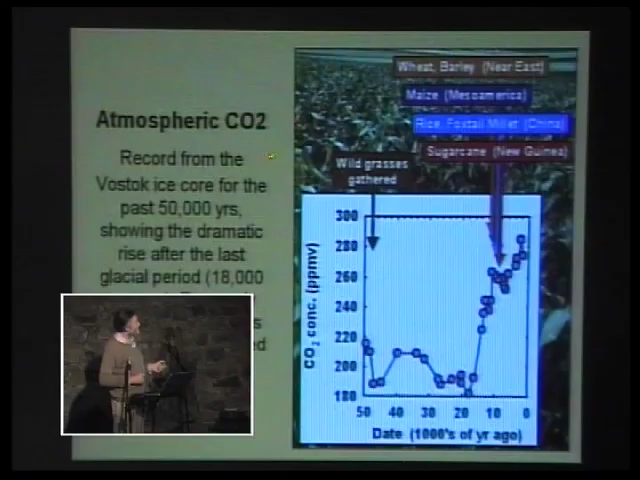 Atmospheric CO2
Record from the
Vostok ice core for the
past 50,000 yrs,
showing the dramatic
rise after the last
glacial period (18,000
Wheat, Barley (Near East)
Maize (Mesoamerica)
Rice, Foxtail Millet (China)
Sugarcane (New Guinea)
Wild grasses
gathered
CO2 conc. (ppmv)
300
280
260
240
220
200
180
50 40 30 20 10 0
Date (1000's of yr ago)